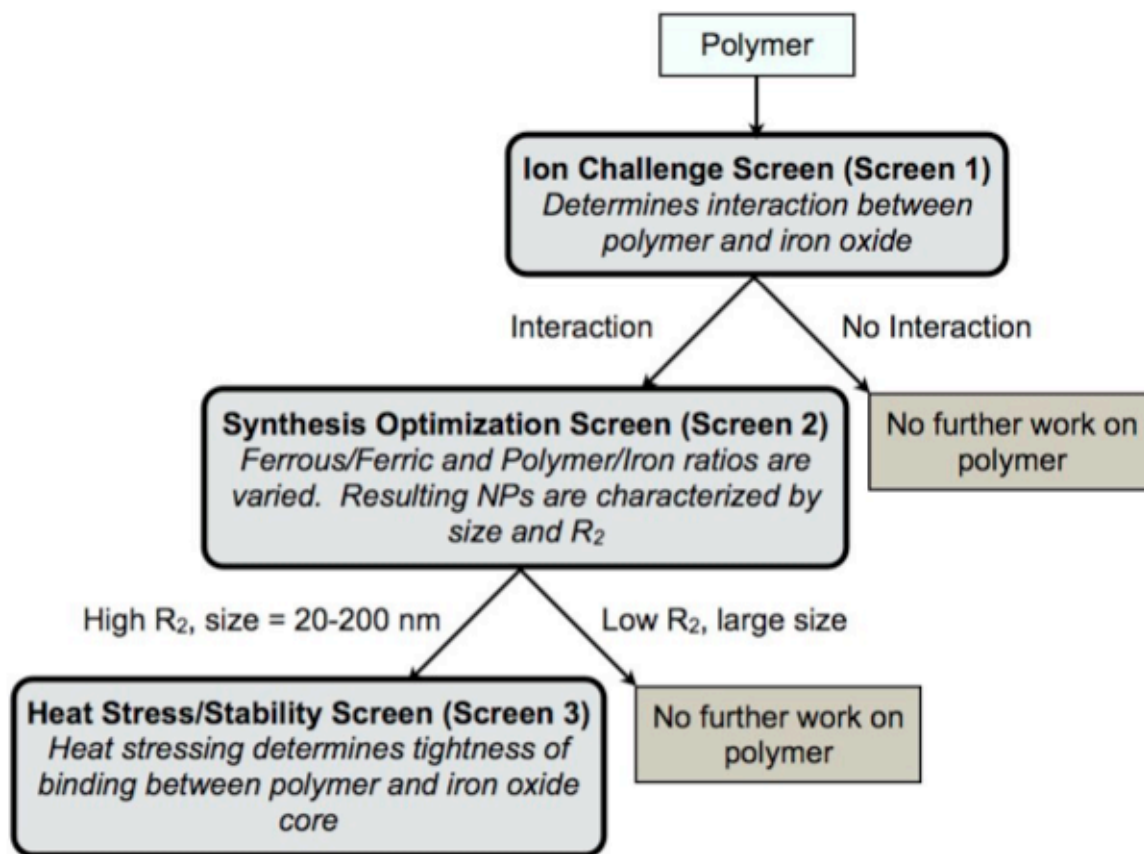 Polymer
Ion Challenge Screen (Screen 1)
Determines interaction between
polymer and iron oxide
Interaction
No Interaction
Synthesis Optimization Screen (Screen 2)
Ferrous/Ferric and Polymer/Iron ratios are
varied. Resulting NPs are characterized by
size and R₂
No further work on
polymer
High R₂, size = 20-200 nm
Low R₂, large size
Heat Stress/Stability Screen (Screen 3)
Heat stressing determines tightness of
binding between polymer and iron oxide
core
No further work on
polymer